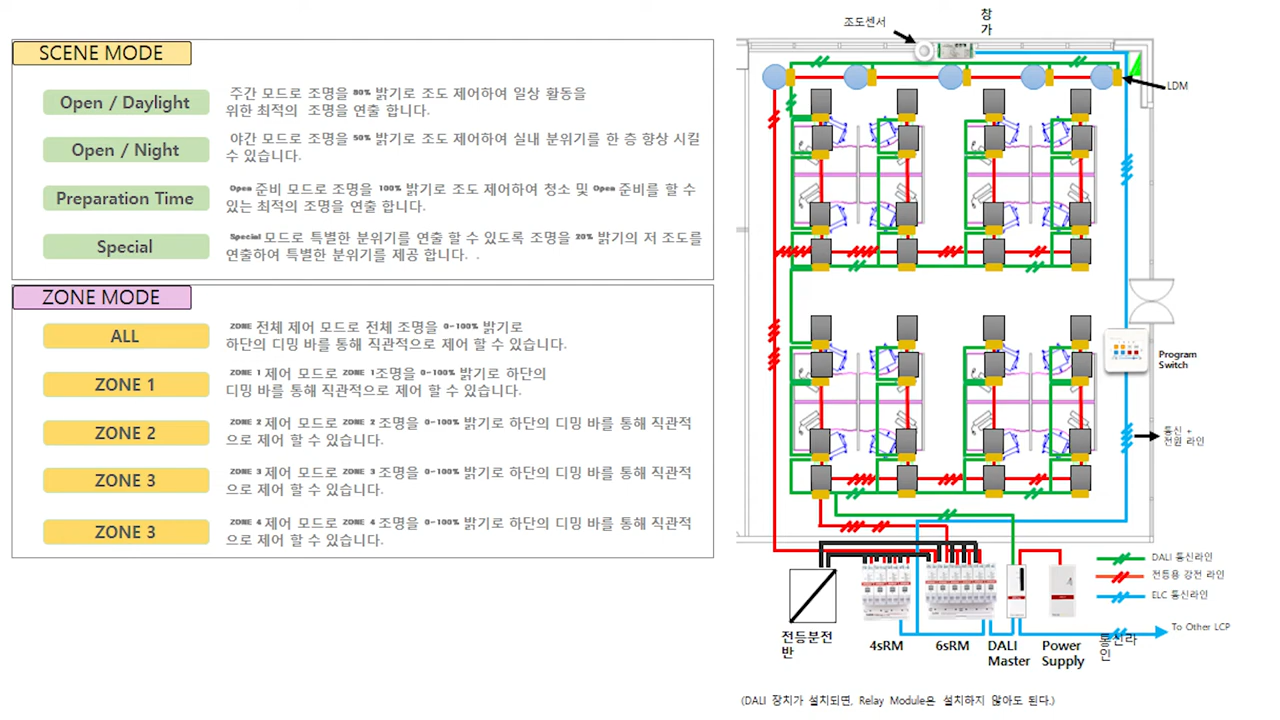 SCENE MODE
Open / Daylight
주간 모드로 조명을 80% 밝기로 조도 제어하여 일상 활동을
위한 최적의 조명을 연출 합니다.
Open / Night
야간 모드로 조명을 50% 밝기로 조도 제어하여 실내 분위기를 한 층 향상 시킬
수 있습니다.
Preparation Time
Open 준비 모드로 조명을 100% 밝기로 조도 제어하여 청소 및 Open 준비를 할 수
있는 최적의 조명을 연출 합니다.
Special
Special 모드로 특별한 분위기를 연출 할 수 있도록 조명을 20% 밝기의 저 조도를
연출하여 특별한 분위기를 제공 합니다. .
ZONE MODE
ALL
ZONE 전체 제어 모드로 전체 조명을 0~100% 밝기로
하단의 디밍 바를 통해 직관적으로 제어 할 수 있습니다.
ZONE 1
ZONE 1 제어 모드로 ZONE 1조명을 0~100% 밝기로 하단의
디밍 바를 통해 직관적으로 제어 할 수 있습니다.
ZONE 2
ZONE 2 제어 모드로 ZONE 2 조명을 0~100% 밝기로 하단의 디밍 바를 통해 직관적
으로 제어 할 수 있습니다.
ZONE 3
ZONE 3 제어 모드로 ZONE 3 조명을 0~100% 밝기로 하단의 디밍 바를 통해 직관적
으로 제어 할 수 있습니다.
ZONE 3
ZONE 4 제어 모드로 ZONE 4 조명을 0~100% 밝기로 하단의 디밍 바를 통해 직관적
으로 제어 할 수 있습니다.
조도센서
창
가
LDM
Program
Switch
통신 +
전원 라인
DALI 통신라인
전등용 강전 라인
ELC 통신라인
To Other LCP
통신라
인
전등분전
반
4sRM
6sRM
DALI
Master
Power
Supply
(DALI 장치가 설치되면, Relay Module은 설치하지 않아도 된다.)